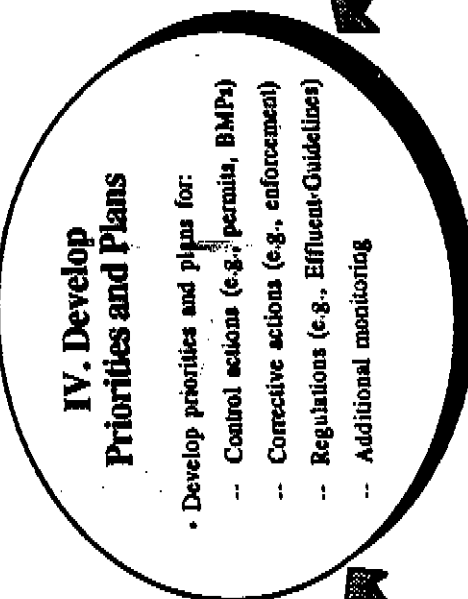 IV. Develop
Priorities and Plans
• Develop priorities and plans for:
-- Control actions (e.g., permits, BMPs)
-- Corrective actions (e.g., enforcement)
-- Regulations (e.g., Effluent Guidelines)
-- Additional monitoring